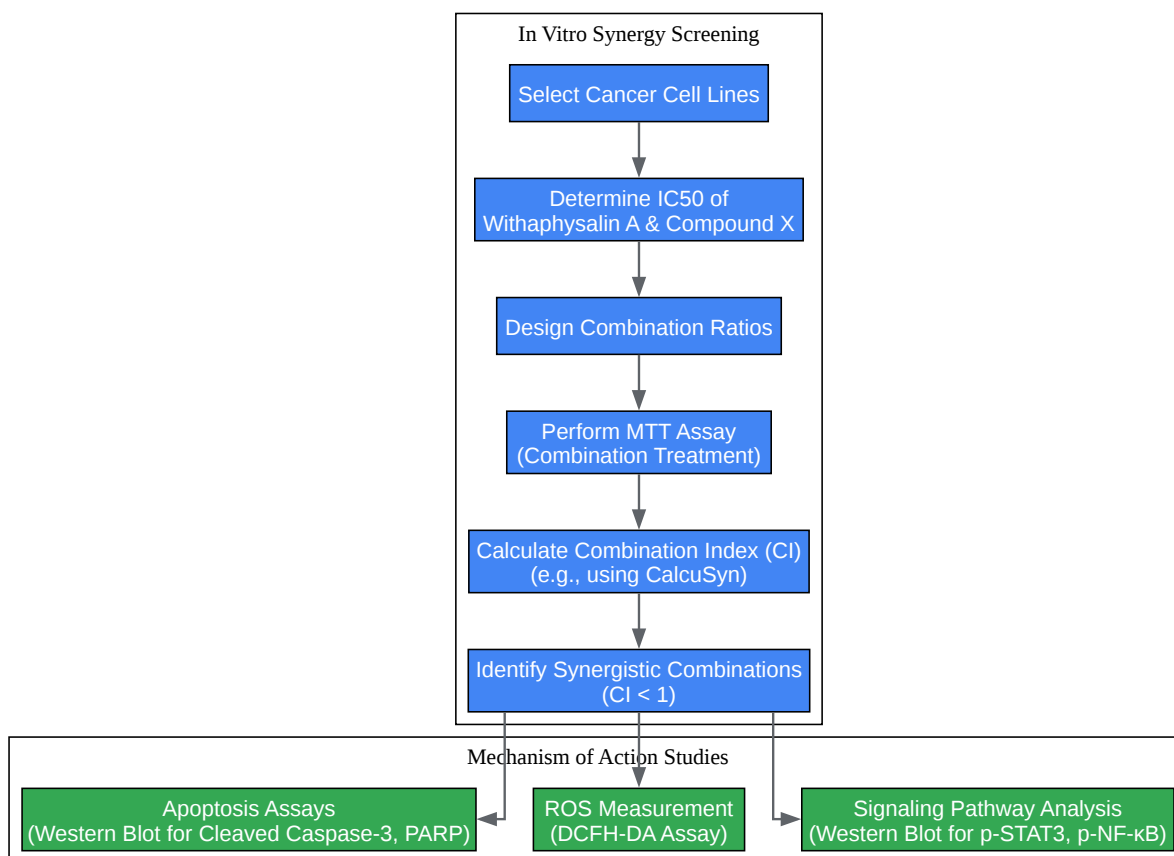 In Vitro Synergy Screening
Select Cancer Cell Lines
Determine IC50 of
Withaphysalin A & Compound X
Design Combination Ratios
Perform MTT Assay
(Combination Treatment)
Calculate Combination Index (CI)
(e.g., using CalcuSyn)
Identify Synergistic Combinations
(CI < 1)
Mechanism of Action Studies
Apoptosis Assays
(Western Blot for Cleaved Caspase-3, PARP)
ROS Measurement
(DCFH-DA Assay)
Signaling Pathway Analysis
(Western Blot for p-STAT3, p-NF-κB)